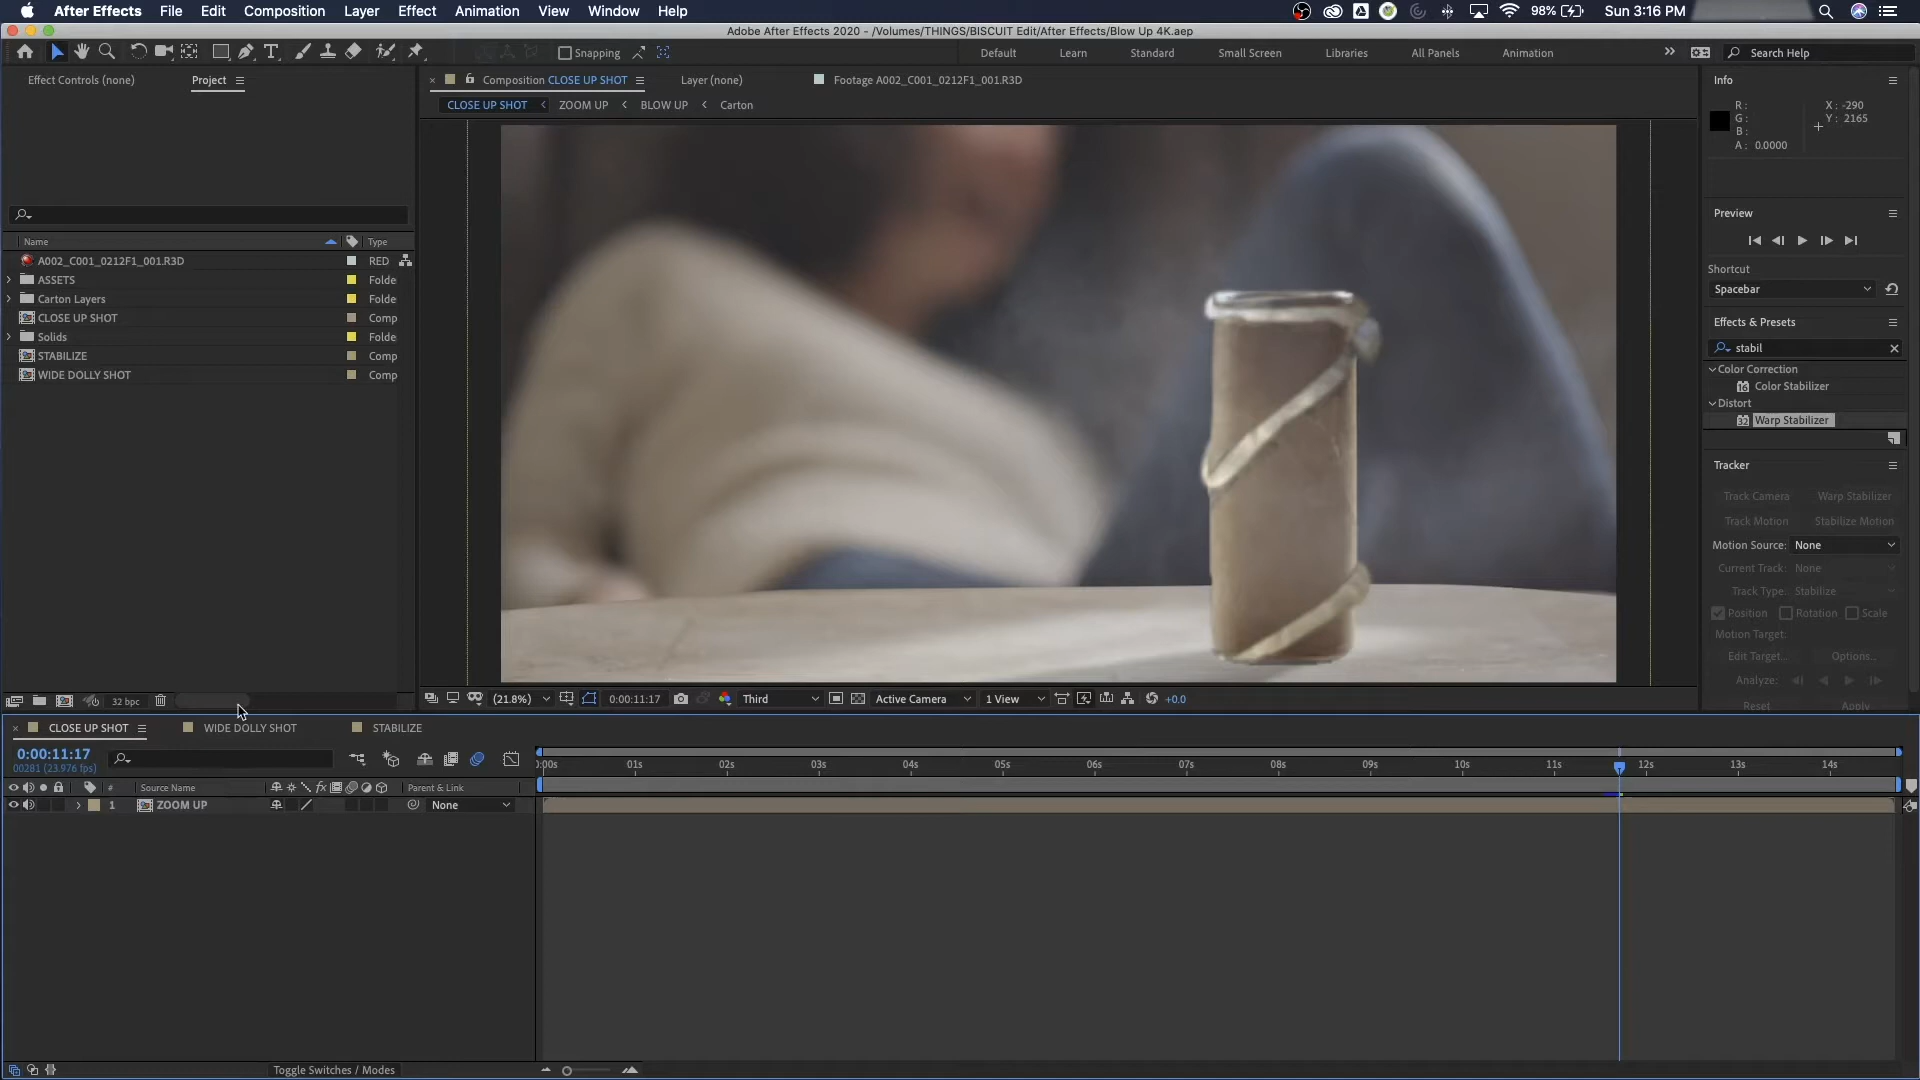 After Effects File Edit Composition Layer Effect Animation View Window Help 98% Sun 3:16 PM
Adobe After Effects 2020 - /Volumes/THINGS/BISCUIT Edit/After Effects/Blow Up 4K.aep
Snapping Default Learn Standard Small Screen Libraries All Panels Animation Search Help
Effect Controls (none) Project Composition CLOSE UP SHOT Layer (none) Footage A002_C001_0212F1_001.R3D Info
CLOSE UP SHOT ZOOM UP BLOW UP Carton
R : X : -290
G : Y : 2165
B :
A : 0.0000
Preview
Shortcut
Spacebar
Effects & Presets
stabil
Color Correction
Color Stabilizer
Distort
Warp Stabilizer
Tracker
Track Camera Warp Stabilizer
Track Motion Stabilize Motion
Motion Source: None
Current Track: None
Track Type: Stabilize
Position Rotation Scale
Motion Target:
Edit Target... Options...
Analyze:
Reset Apply
Name Type
A002_C001_0212F1_001.R3D RED
ASSETS Folde
Carton Layers Folde
CLOSE UP SHOT Comp
Solids Folde
STABILIZE Comp
WIDE DOLLY SHOT Comp
32 bpc
(21.8%) 0:00:11:17 Third Active Camera 1 View +0.0
CLOSE UP SHOT WIDE DOLLY SHOT STABILIZE
0:00:11:17
00281 (23.976 fps)
):00s 01s 02s 03s 04s 05s 06s 07s 08s 09s 10s 11s 12s 13s 14s
# Source Name Parent & Link
1 ZOOM UP None
Toggle Switches / Modes